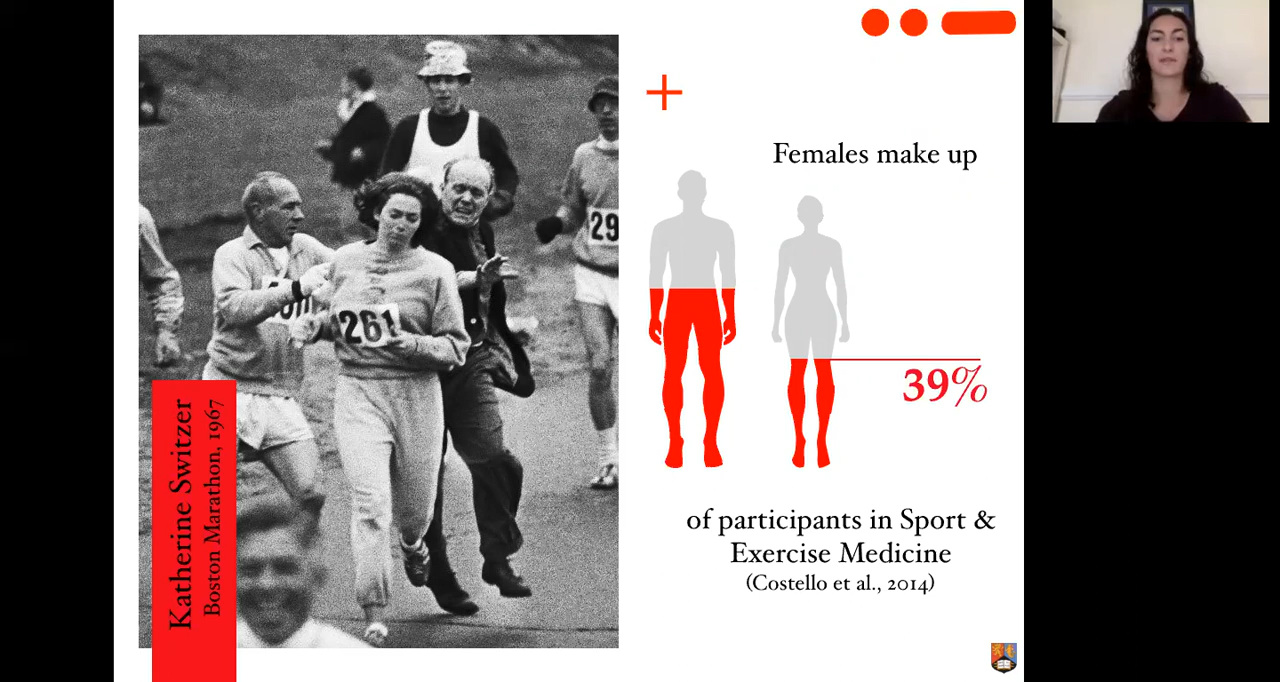 29
261
Katherine Switzer
Boston Marathon, 1967
Females make up
39%
of participants in Sport &
Exercise Medicine
(Costello et al., 2014)